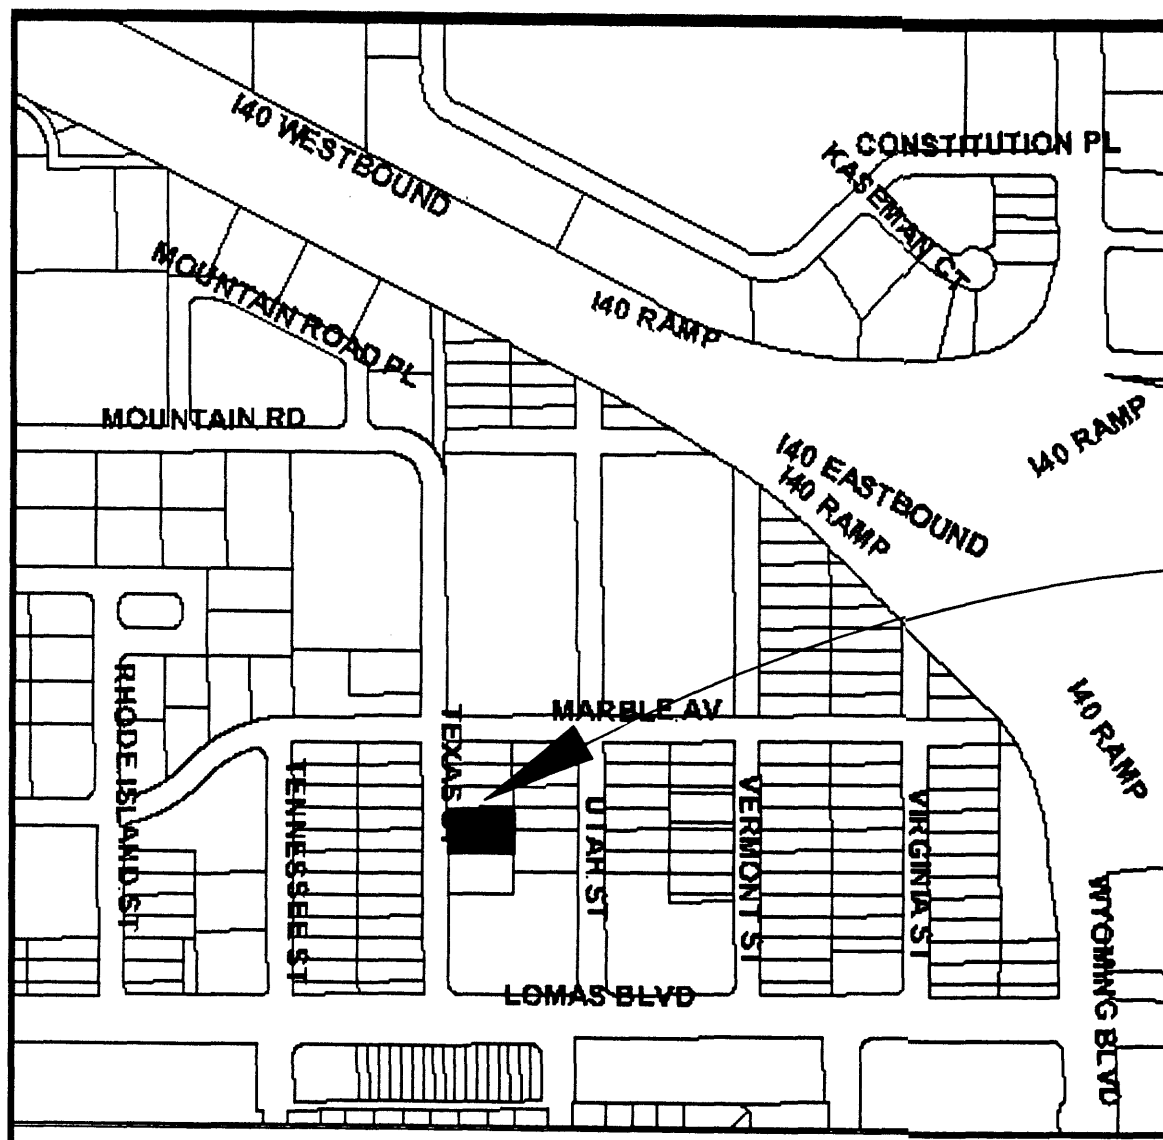 I40 WESTBOUND
CONSTITUTION PL
KASEMAN CT
MOUNTAIN ROAD PL
I40 RAMP
MOUNTAIN RD
I40 RAMP
I40 EASTBOUND
I40 RAMP
RHODE ISLAND ST
MARBLE AV
I40 RAMP
TEXAS
TENNESSEE ST
UTAH ST
VERMONT ST
VIRGINIA ST
WYOMING BLVD
LOMAS BLVD